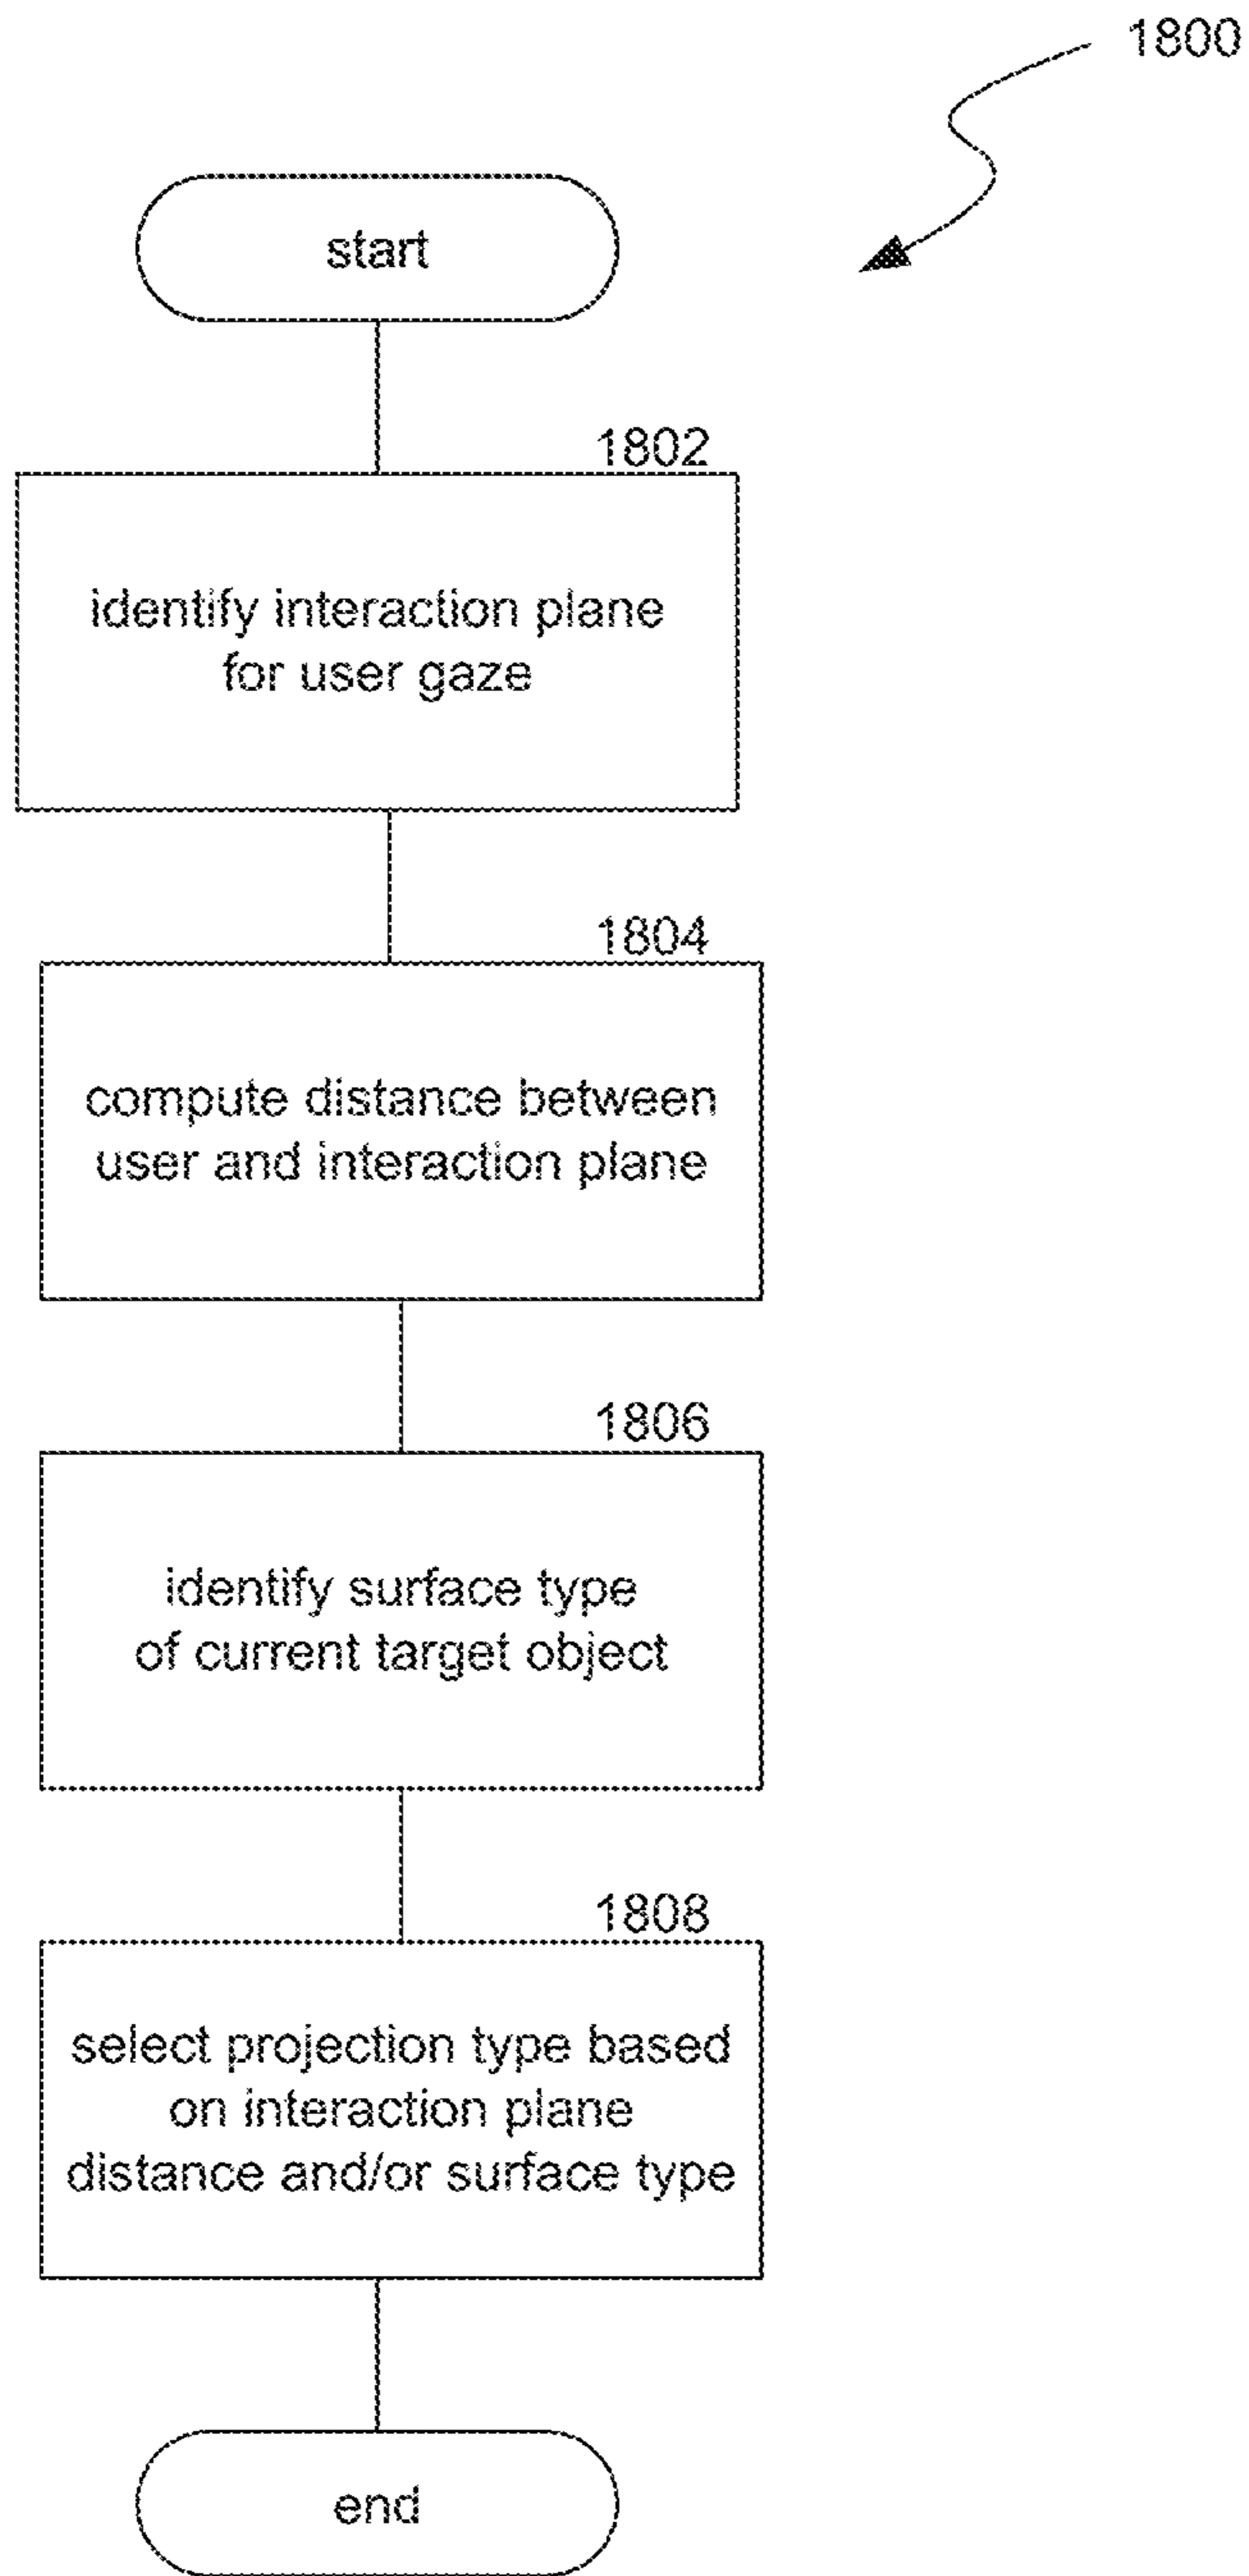 1800
start
1802
identify interaction plane
for user gaze
1804
compute distance between
user and interaction plane
1806
identify surface type
of current target object
1808
select projection type based
on interaction plane
distance and/or surface type
end